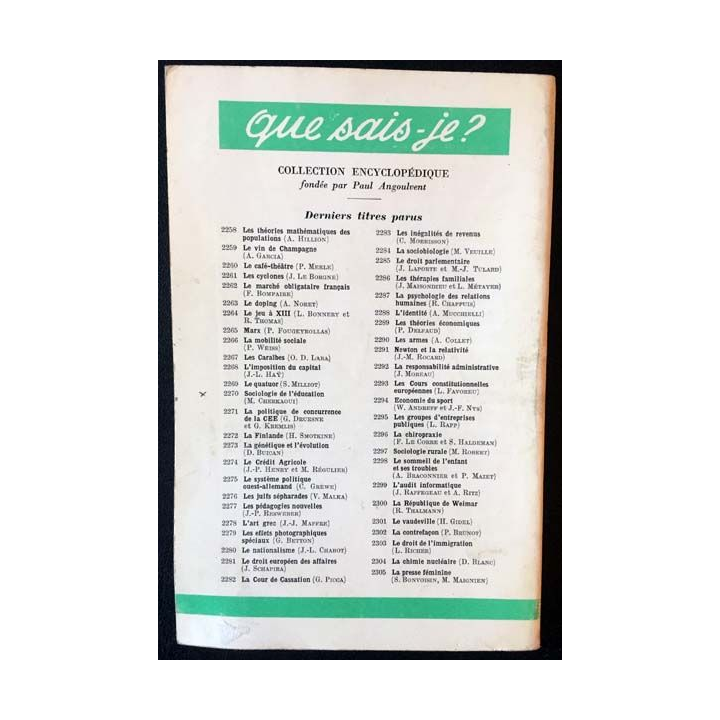 que sais-je?
COLLECTION ENCYCLOPÉDIQUE
fondée par Paul Angoulvent
Derniers titres parus
2258 Les théories mathématiques des
populations (A. HILLION)
2259 Le vin de Champagne
(A. GARCIA)
2260 Le café-théâtre (P. MERLE)
2261 Les cyclones (J. LE BORGNE)
2262 Le marché obligataire français
(F. BOMPAIRE)
2263 Le doping (A. NORET)
2264 Le jeu à XIII (L. BONNERY et
R. THOMAS)
2265 Marx (P. FOUGEYROLLAS)
2266 La mobilité sociale
(P. WEISS)
2267 Les Caraïbes (O. D. LARA)
2268 L'imposition du capital
(J.-L. HAŸ)
2269 Le quatuor (S. MILLIOT)
2270 Sociologie de l'éducation
(M. CHERKAOUI)
2271 La politique de concurrence
de la CEE (G. DRUESNE
et G. KREMLIS)
2272 La Finlande (H. SMOTKINE)
2273 La génétique et l'évolution
(D. BUICAN)
2274 Le Crédit Agricole
(J.-P. HENRY et M. RÉGULIER)
2275 Le système politique
ouest-allemand (C. GREWE)
2276 Les juifs sépharades (V. MALKA)
2277 Les pédagogies nouvelles
(J.-P. RESWEBER)
2278 L'art grec (J.-J. MAFFRE)
2279 Les effets photographiques
spéciaux (G. BETTON)
2280 Le nationalisme (J.-L. CHABOT)
2281 Le droit européen des affaires
(J. SCHAPIRA)
2282 La Cour de Cassation (G. PICCA)
2283 Les inégalités de revenus
(C. MORRISSON)
2284 La sociobiologie (M. VEUILLE)
2285 Le droit parlementaire
(J. LAPORTE et M.-J. TULARD)
2286 Les thérapies familiales
(J. MAISONDIEU et L. MÉTAYER)
2287 La psychologie des relations
humaines (R. CHAPPUIS)
2288 L'identité (A. MUCCHIELLI)
2289 Les théories économiques
(P. DELFAUD)
2290 Les armes (A. COLLET)
2291 Newton et la relativité
(J.-M. ROCARD)
2292 La responsabilité administrative
(J. MOREAU)
2293 Les Cours constitutionnelles
européennes (L. FAVOREU)
2294 Economie du sport
(W. ANDREFF et J.-F. NYS)
2295 Les groupes d'entreprises
publiques (L. RAPP)
2296 La chiropraxie
(F. LE CORRE et S. HALDEMAN)
2297 Sociologie rurale (M. ROBERT)
2298 Le sommeil de l'enfant
et ses troubles
(A. BRACONNIER et P. MAZET)
2299 L'audit informatique
(J. RAFFEGEAU et A. RITZ)
2300 La République de Weimar
(R. THALMANN)
2301 Le vaudeville (H. GIDEL)
2302 La contrefaçon (P. BRUNOT)
2303 Le droit de l'immigration
(L. RICHER)
2304 La chimie nucléaire (D. BLANC)
2305 La presse féminine
(S. BONVOISIN, M. MAIGNIEN)